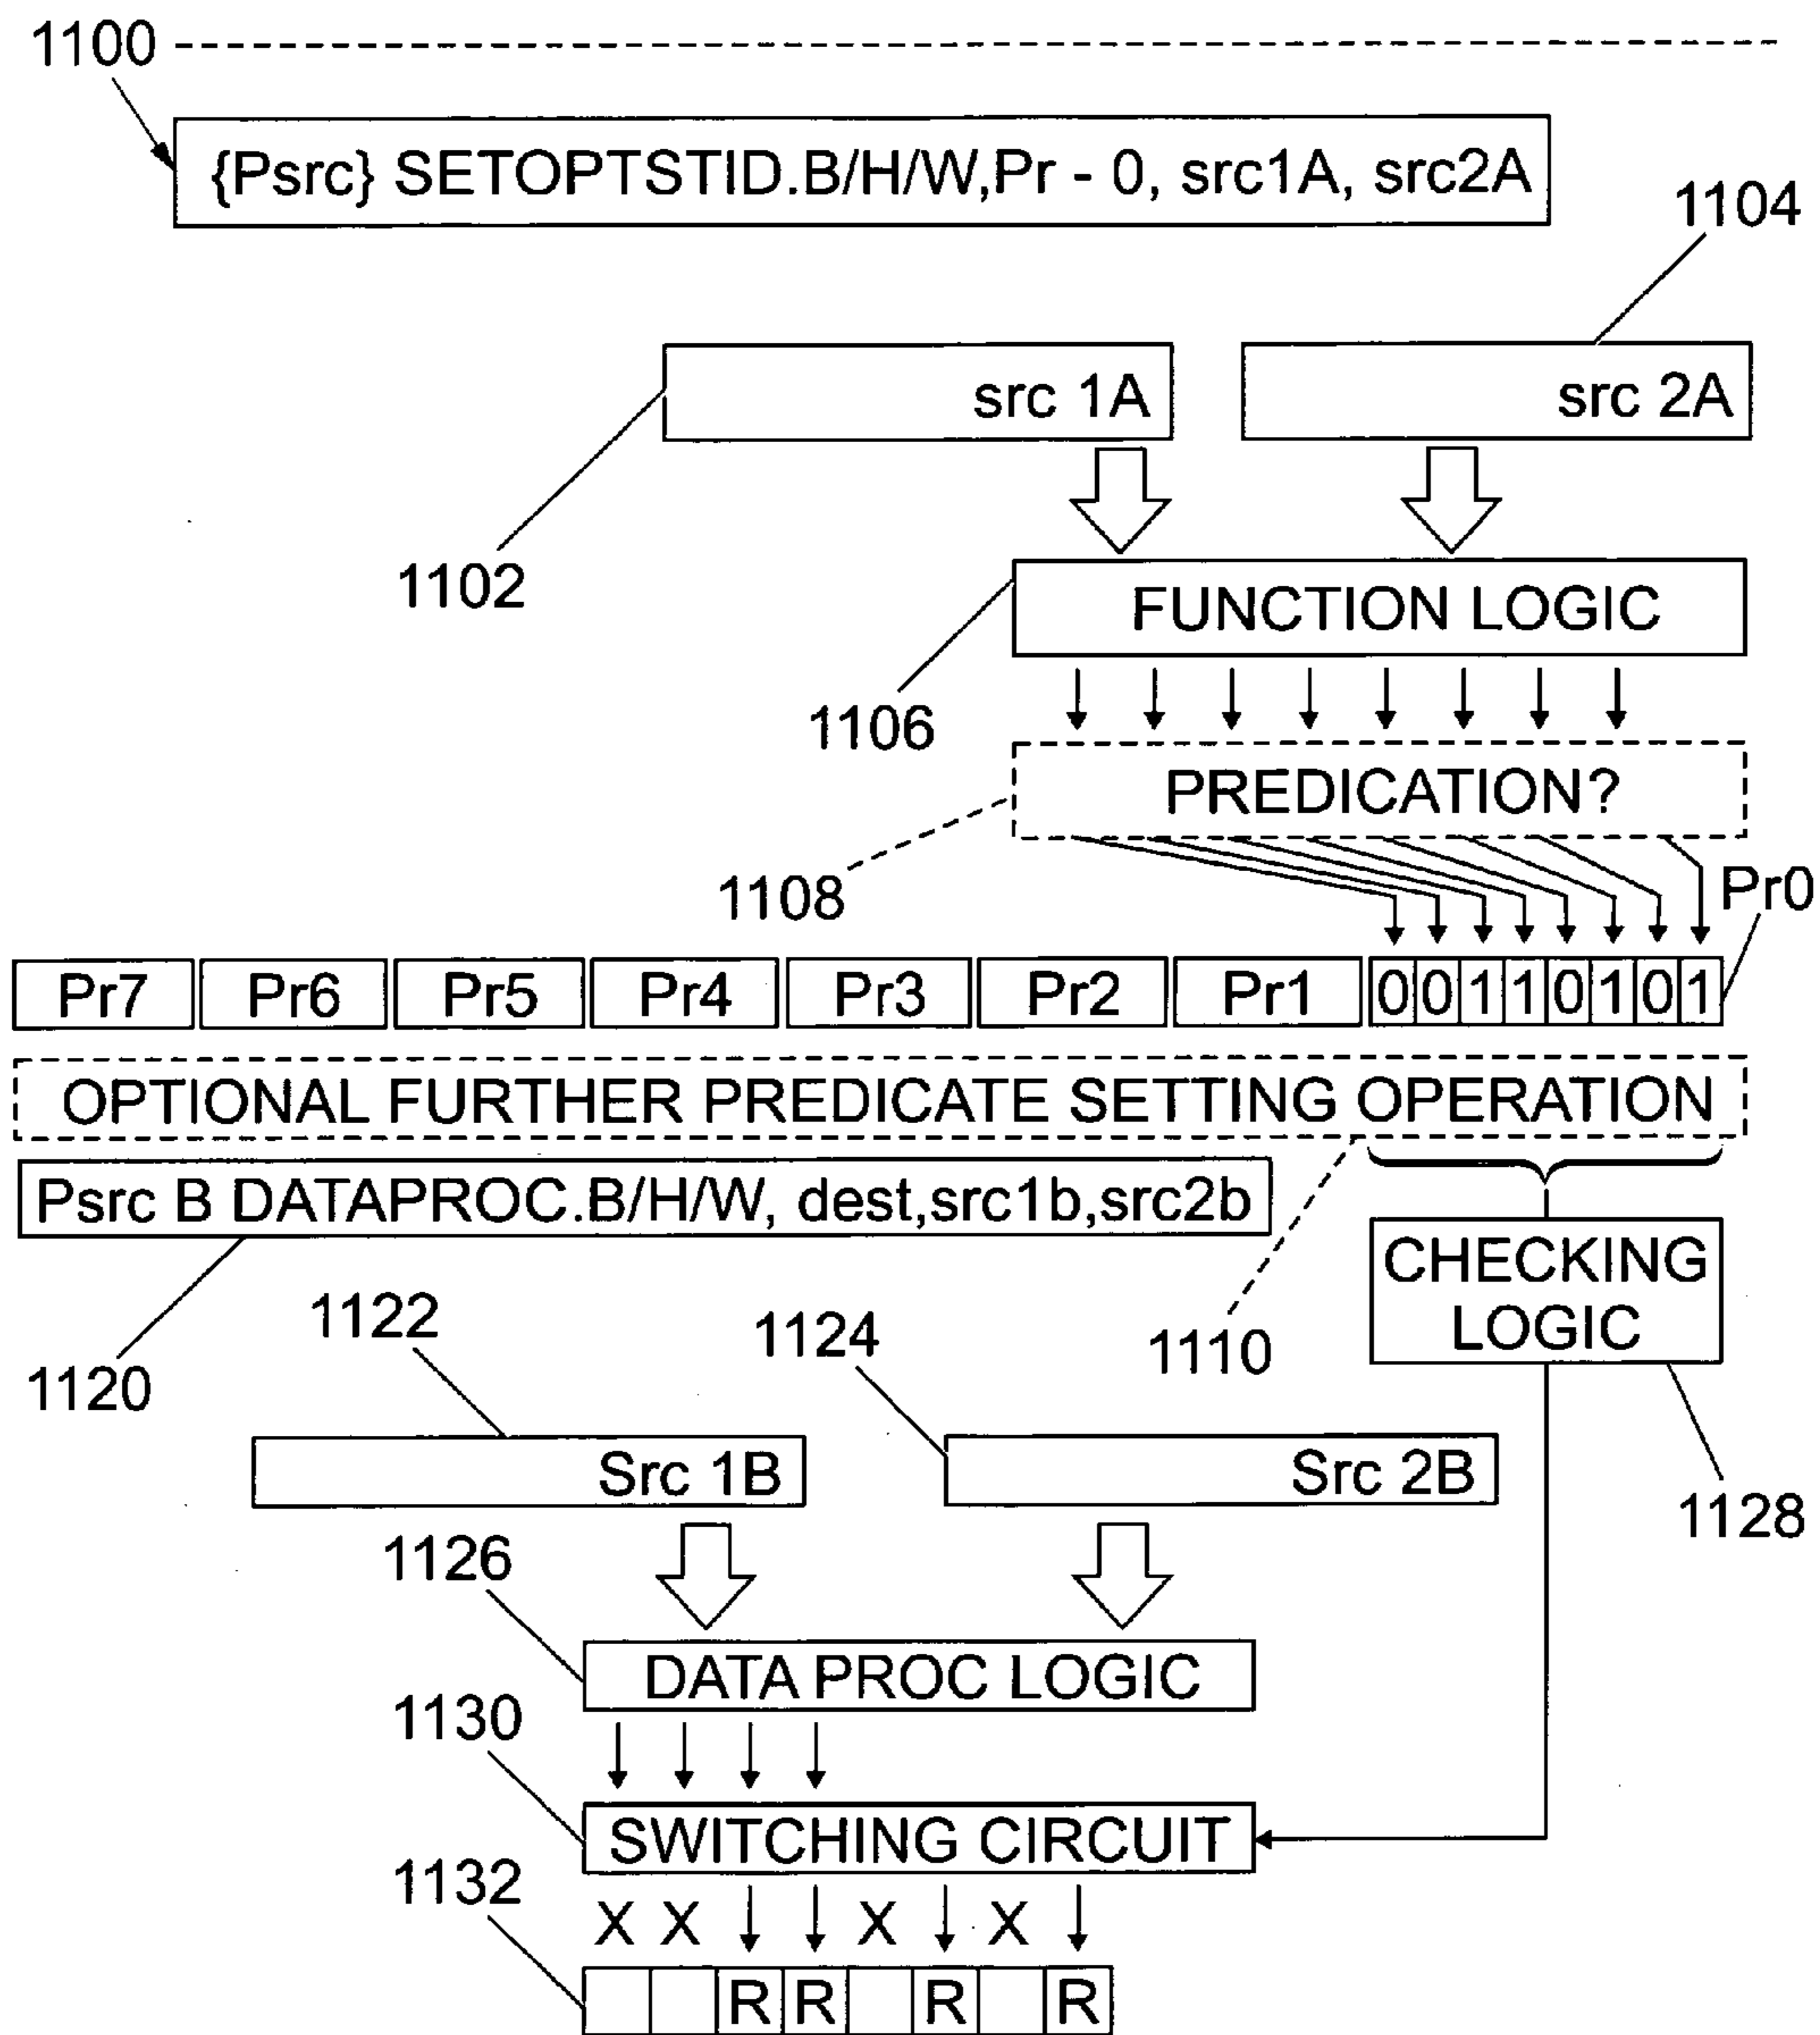 1100
{Psrc} SETOPTSTID.B/H/W,Pr - 0, src1A, src2A
1104
src 1A
src 2A
1102
FUNCTION LOGIC
1106
PREDICATION?
1108
Pr0
Pr7 Pr6 Pr5 Pr4 Pr3 Pr2 Pr1 0 0 1 1 0 1 0 1
OPTIONAL FURTHER PREDICATE SETTING OPERATION
Psrc B DATAPROC.B/H/W, dest,src1b,src2b
CHECKING
LOGIC
1122
1124
1110
1120
Src 1B
Src 2B
1128
1126
DATA PROC LOGIC
1130
SWITCHING CIRCUIT
1132
X X X X
R R R R